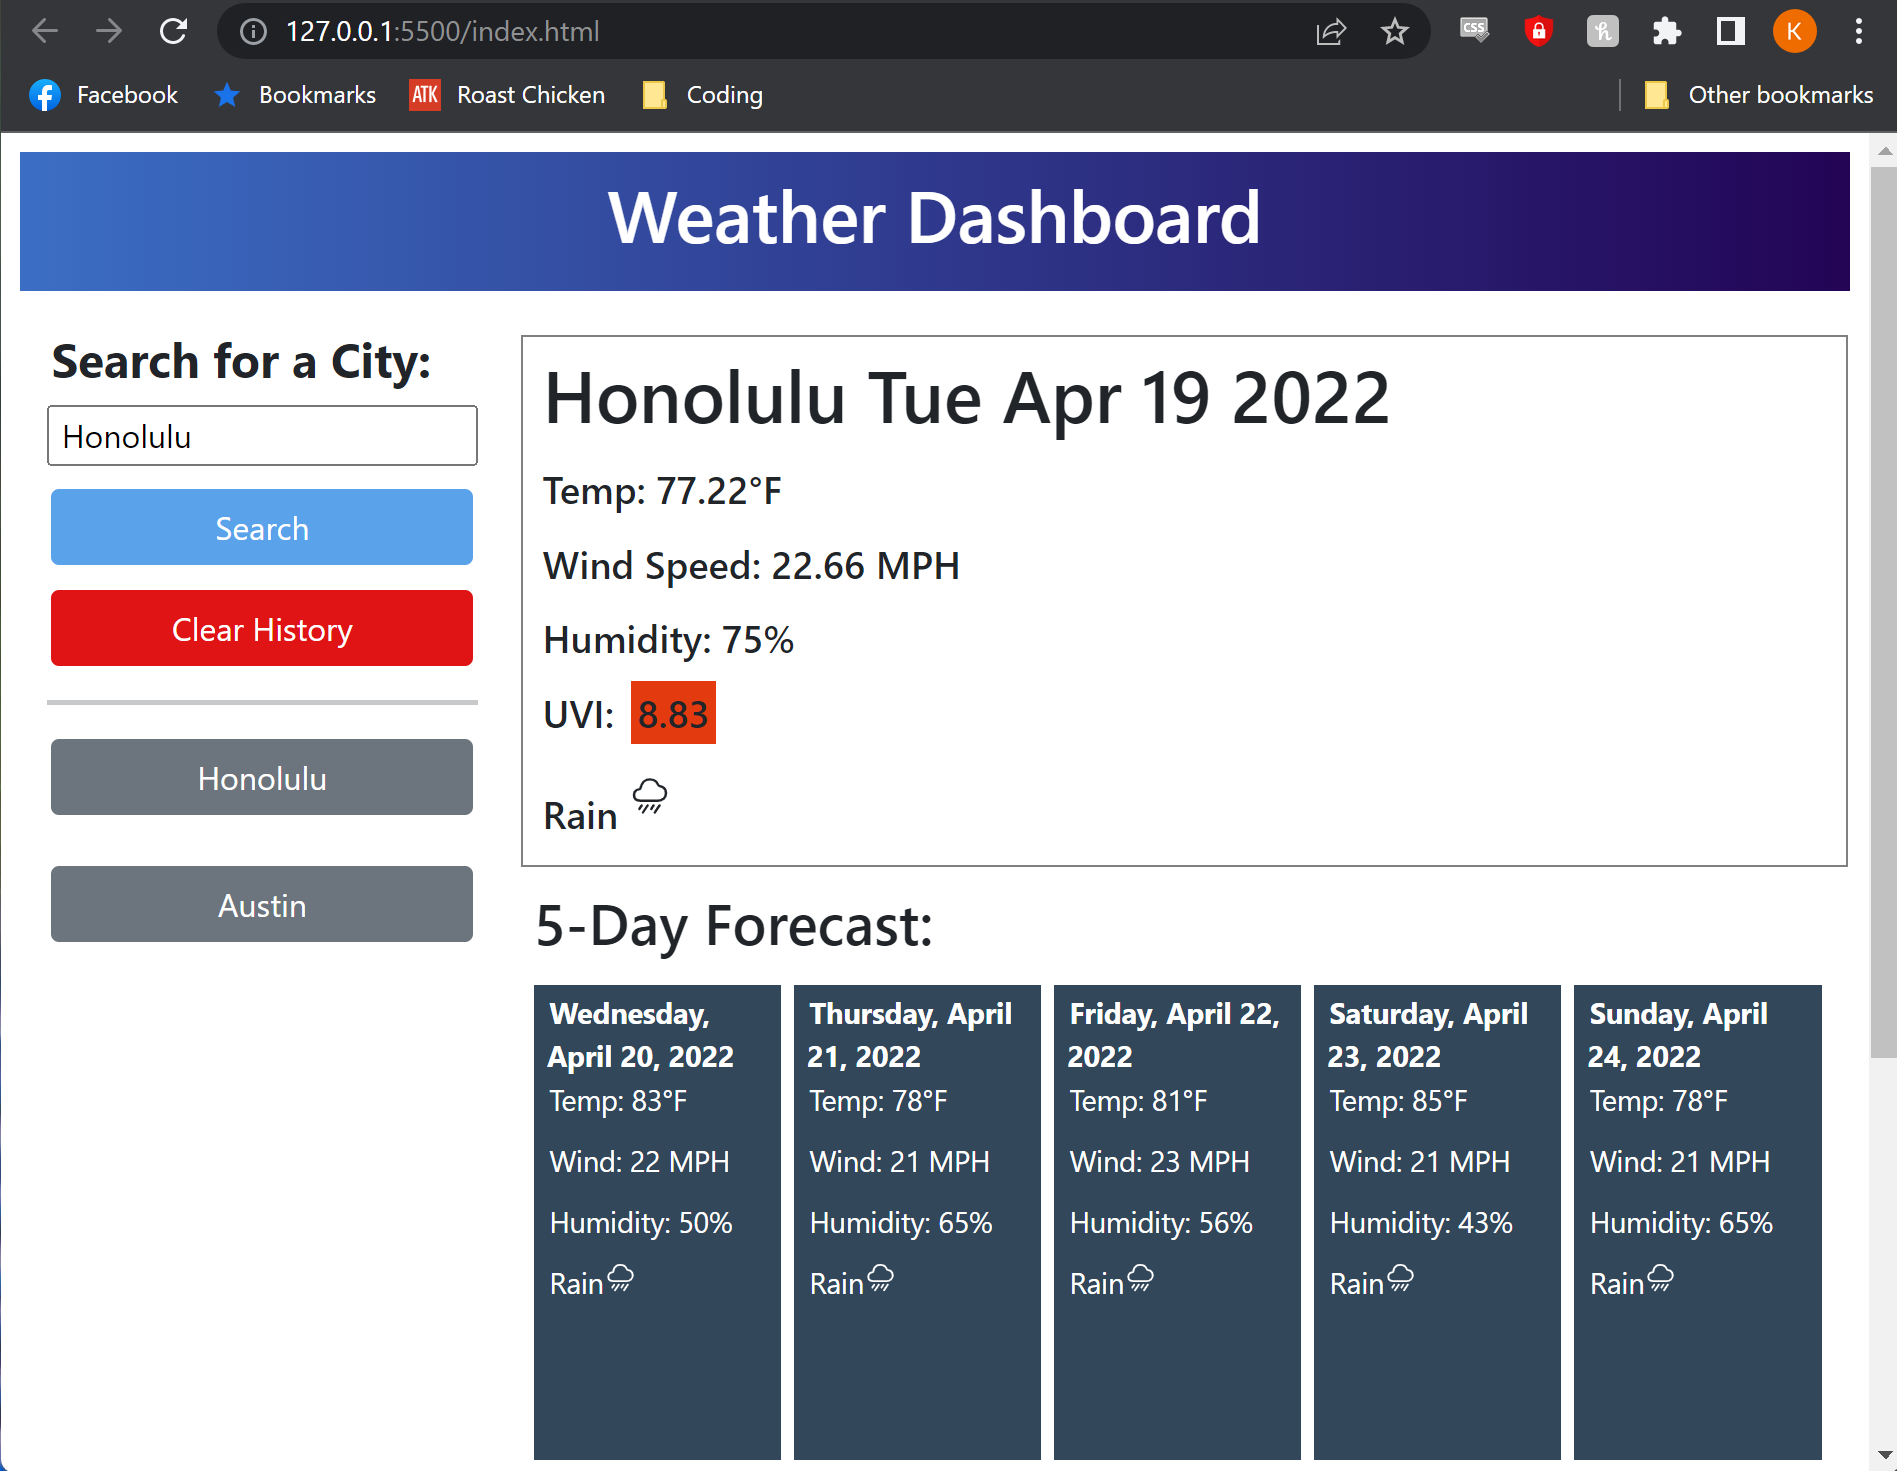 127.0.0.1:5500/index.html
CSS
K
Facebook
Bookmarks
ATK
Roast Chicken
Coding
Other bookmarks
Weather Dashboard
Search for a City:
Honolulu
Search
Clear History
Honolulu
Austin
Honolulu Tue Apr 19 2022
Temp: 77.22°F
Wind Speed: 22.66 MPH
Humidity: 75%
UVI: 8.83
Rain
5-Day Forecast:
Wednesday,
April 20, 2022
Temp: 83°F
Wind: 22 MPH
Humidity: 50%
Rain
Thursday, April
21, 2022
Temp: 78°F
Wind: 21 MPH
Humidity: 65%
Rain
Friday, April 22,
2022
Temp: 81°F
Wind: 23 MPH
Humidity: 56%
Rain
Saturday, April
23, 2022
Temp: 85°F
Wind: 21 MPH
Humidity: 43%
Rain
Sunday, April
24, 2022
Temp: 78°F
Wind: 21 MPH
Humidity: 65%
Rain